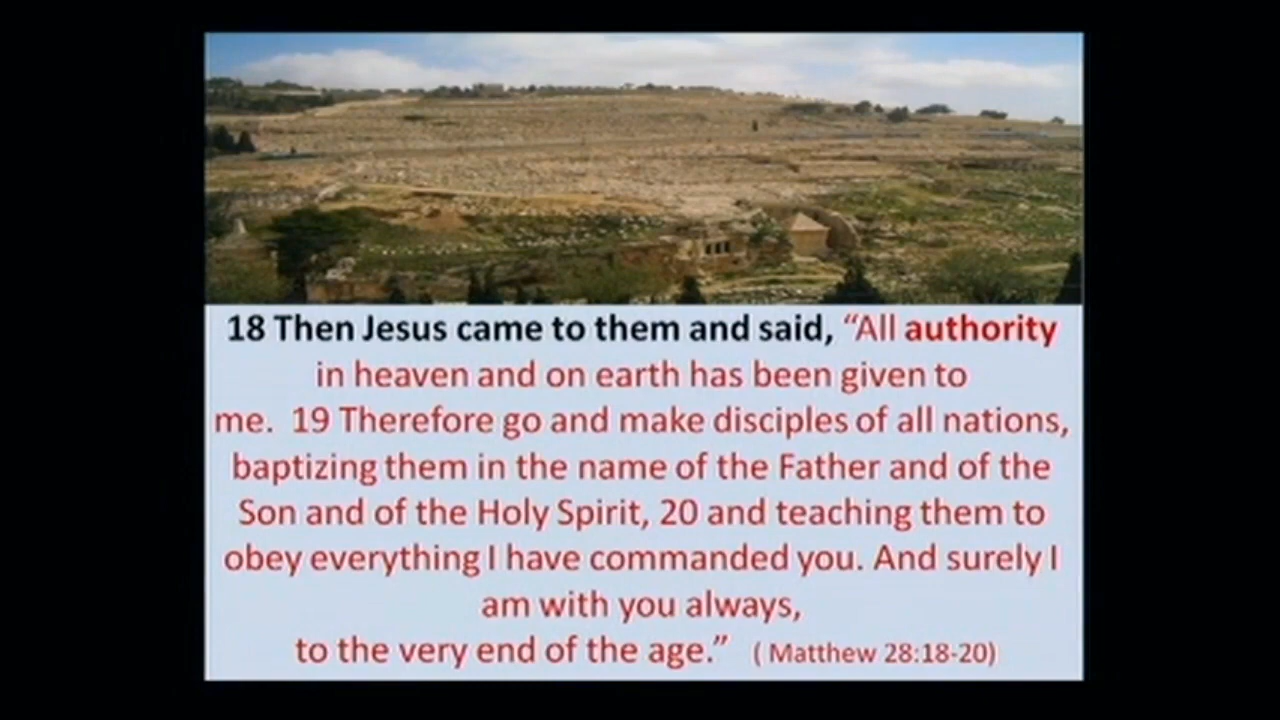 18 Then Jesus came to them and said, “All authority
in heaven and on earth has been given to
me. 19 Therefore go and make disciples of all nations,
baptizing them in the name of the Father and of the
Son and of the Holy Spirit, 20 and teaching them to
obey everything I have commanded you. And surely I
am with you always,
to the very end of the age.” ( Matthew 28:18-20)